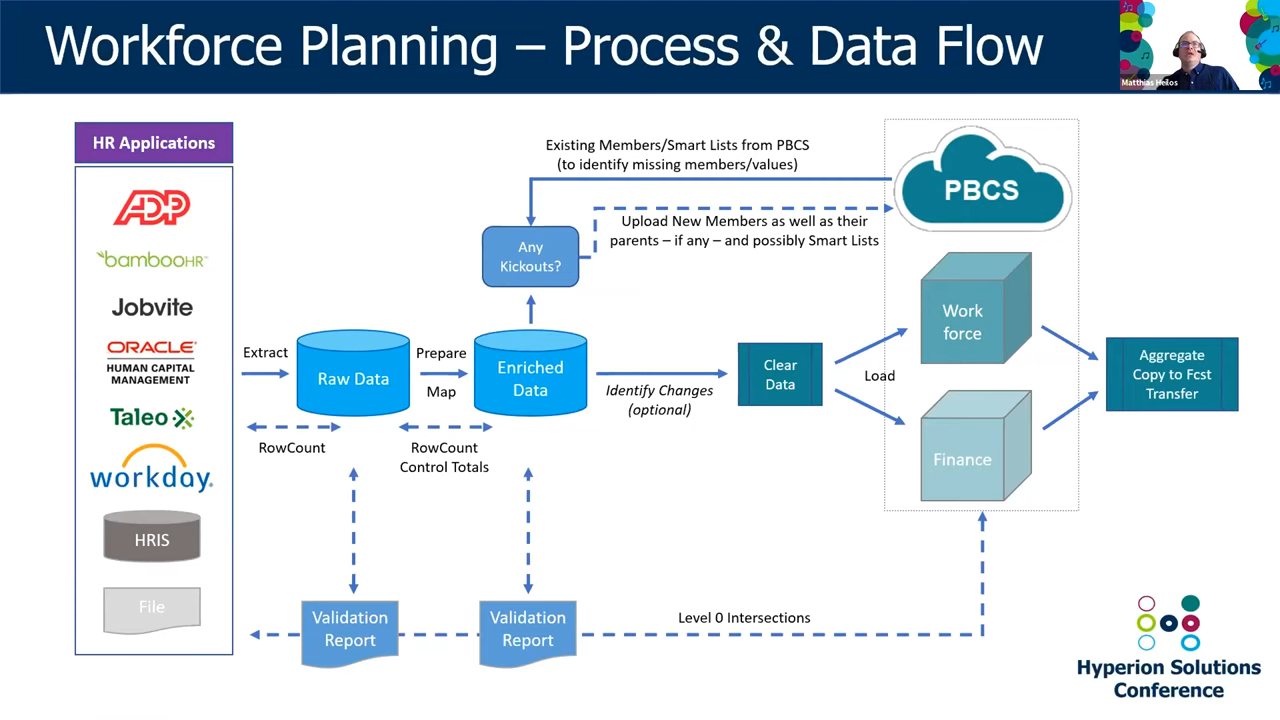 Workforce Planning – Process & Data Flow
Matthias Heilos
HR Applications
ADP
bambooHR™
Jobvite
ORACLE®
HUMAN CAPITAL
MANAGEMENT
Taleo
workday.
HRIS
File
Extract
Raw Data
Prepare
Map
Enriched
Data
RowCount
RowCount
Control Totals
Any
Kickouts?
Existing Members/Smart Lists from PBCS
(to identify missing members/values)
Upload New Members as well as their
parents – if any – and possibly Smart Lists
Identify Changes
(optional)
Clear
Data
Load
PBCS
Work
force
Finance
Aggregate
Copy to Fcst
Transfer
Validation
Report
Validation
Report
Level 0 Intersections
Hyperion Solutions
Conference